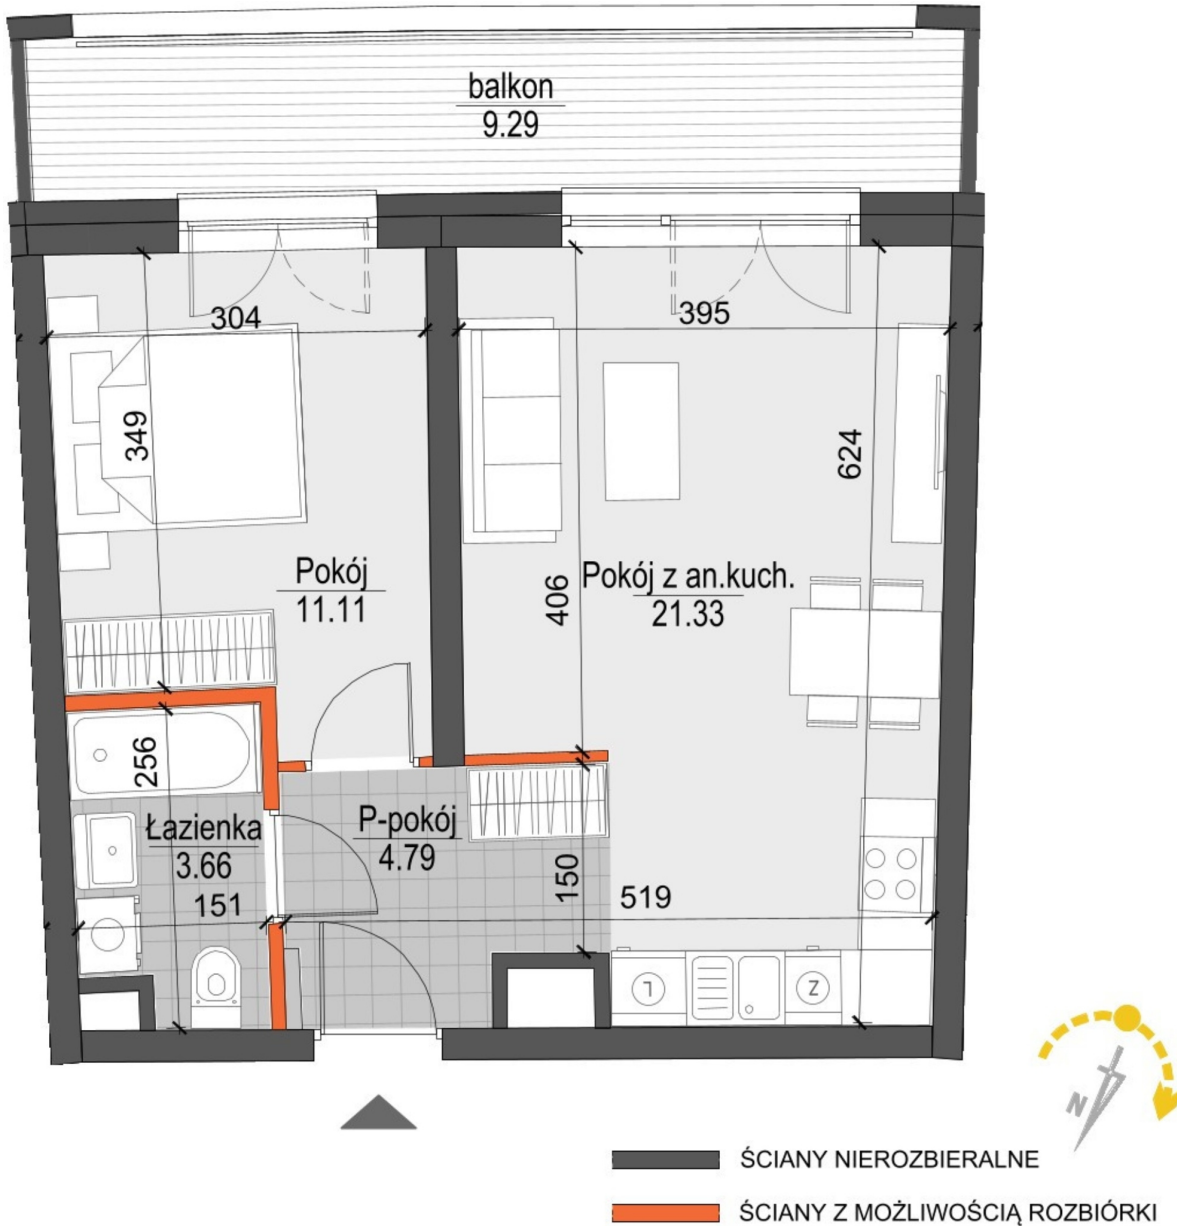 balkon
9.29
304
395
349
624
Pokój
11.11
406
Pokój z an.kuch.
21.33
256
Łazienka
3.66
P-pokój
4.79
150
151
519
L
Z
N
ŚCIANY NIEROZBIERALNE
ŚCIANY Z MOŻLIWOŚCIĄ ROZBIÓRKI